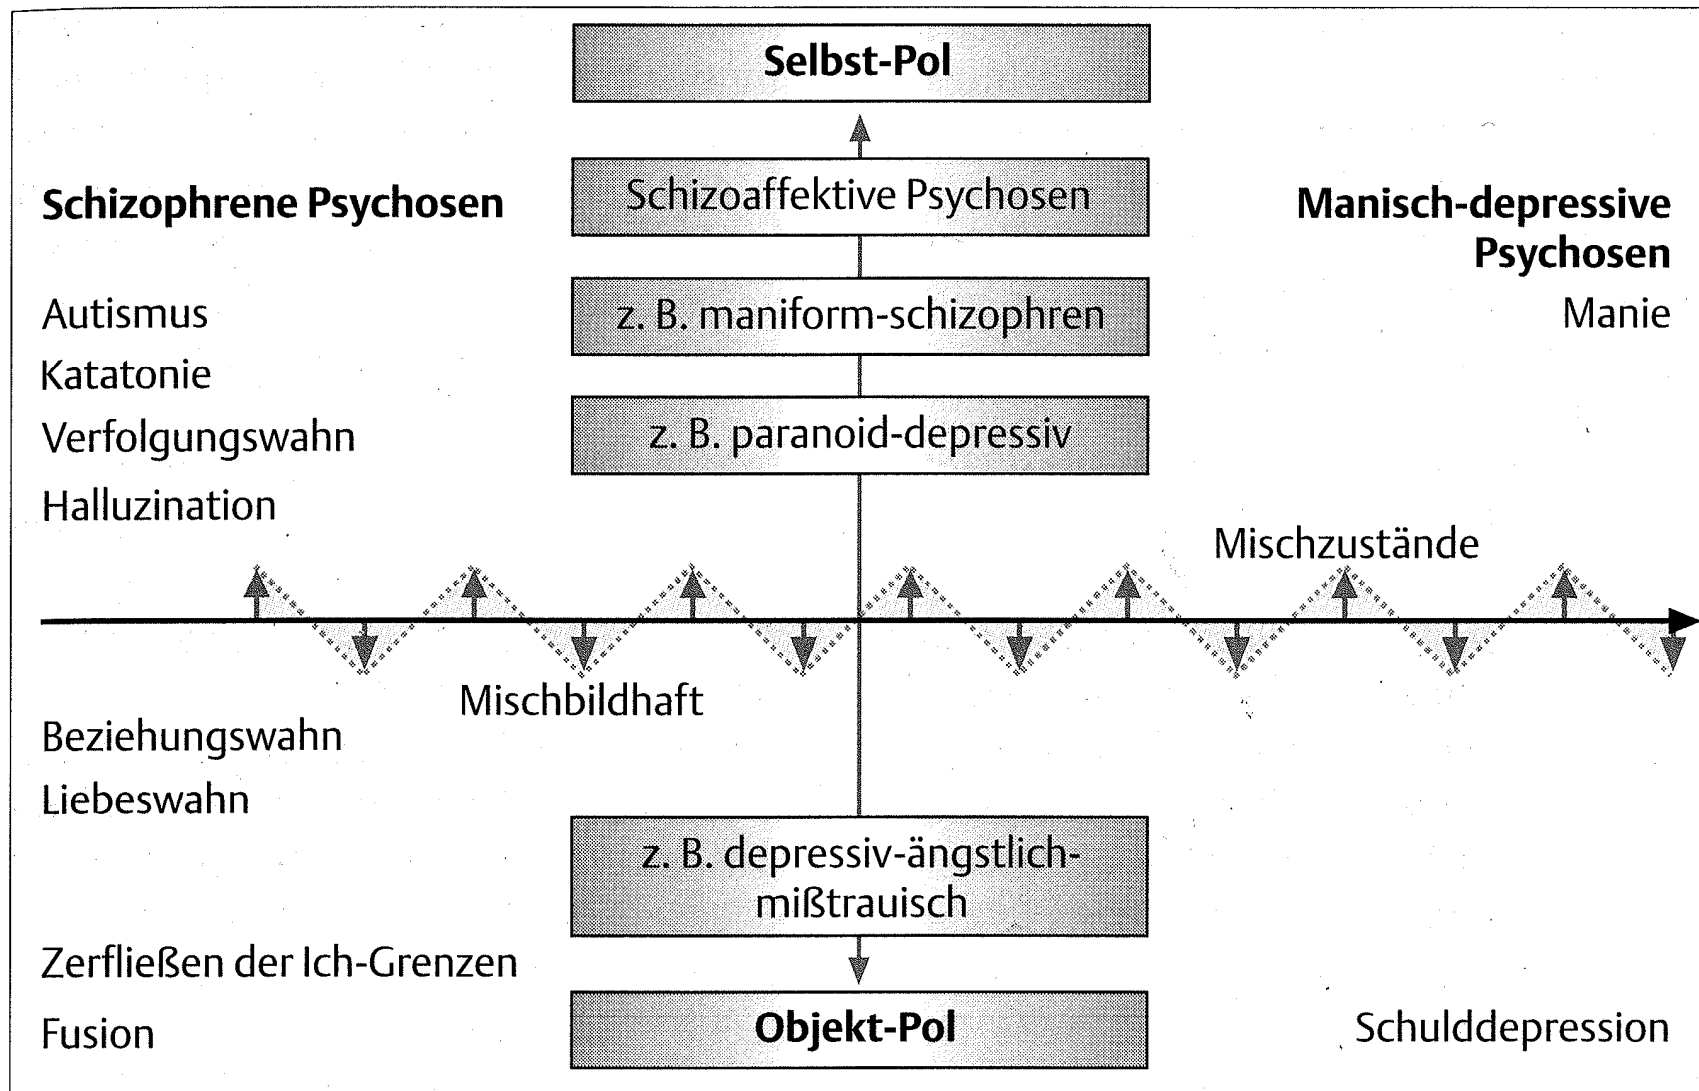 Selbst-Pol
Schizophrene Psychosen
Schizoaffektive Psychosen
Manisch-depressive
Psychosen
Autismus
z. B. maniform-schizophren
Manie
Katatonie
Verfolgungswahn
z. B. paranoid-depressiv
Halluzination
Mischzustände
Mischbildhaft
Beziehungswahn
Liebeswahn
z. B. depressiv-ängstlich-
mißtrauisch
Zerfließen der Ich-Grenzen
Fusion
Objekt-Pol
Schulddepression